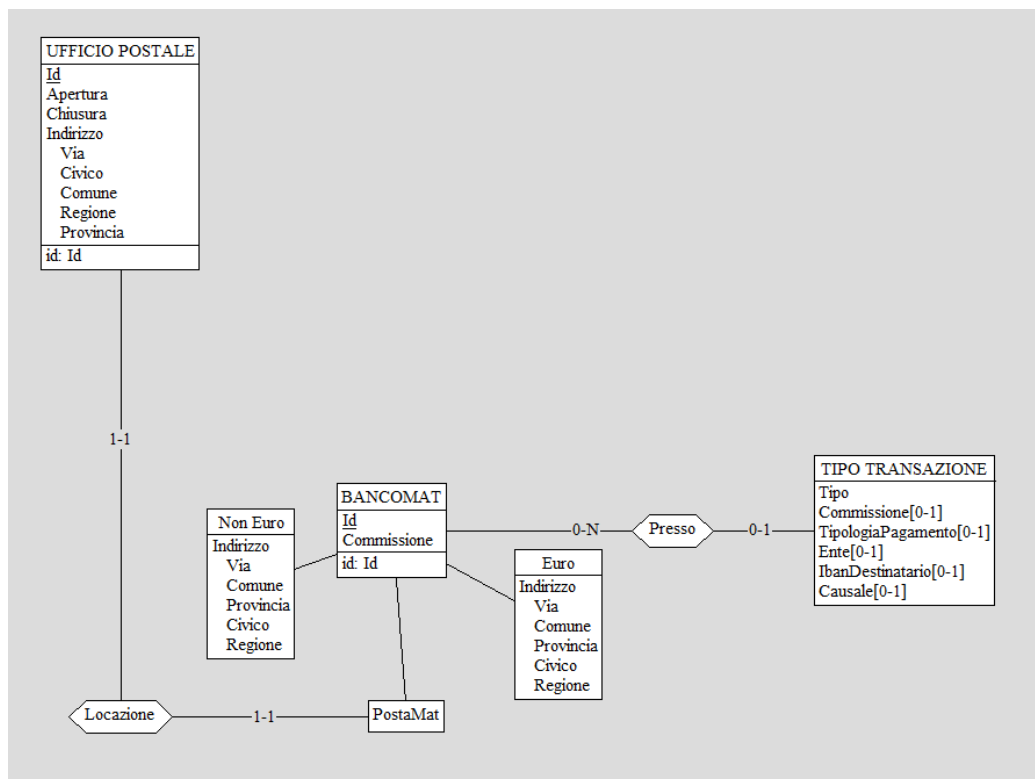 UFFICIO POSTALE
Id
Apertura
Chiusura
Indirizzo
Via
Civico
Comune
Regione
Provincia
id: Id
1-1
Non Euro
Indirizzo
Via
Comune
Provincia
Civico
Regione
BANCOMAT
Id
Commissione
id: Id
0-N
Presso
0-1
TIPO TRANSAZIONE
Tipo
Commissione[0-1]
TipologiaPagamento[0-1]
Ente[0-1]
IbanDestinatario[0-1]
Causale[0-1]
Euro
Indirizzo
Via
Comune
Provincia
Civico
Regione
Locazione
1-1
PostaMat